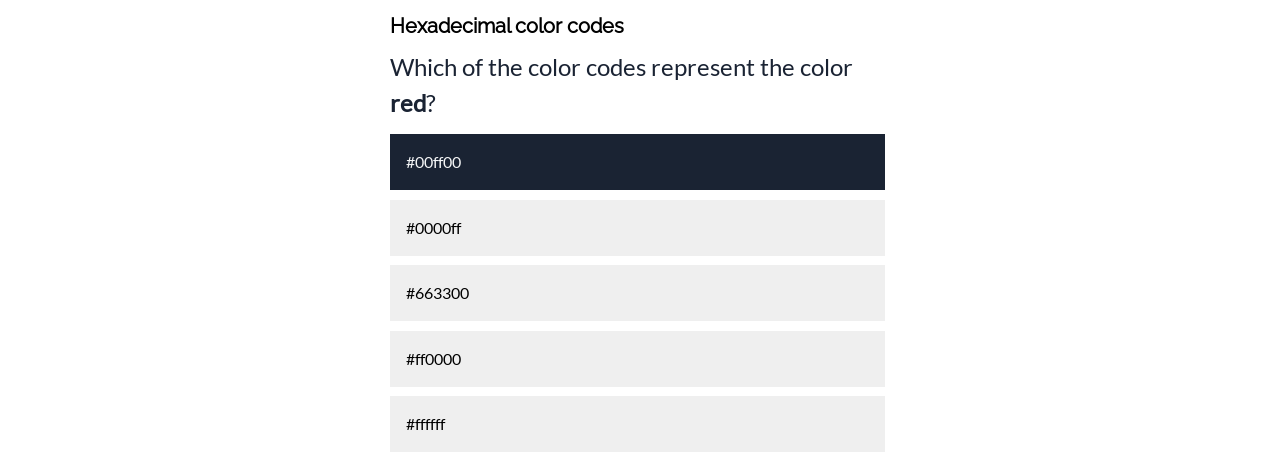 Hexadecimal color codes
Which of the color codes represent the color
red?
#00ff00
#0000ff
#663300
#ff0000
#ffffff